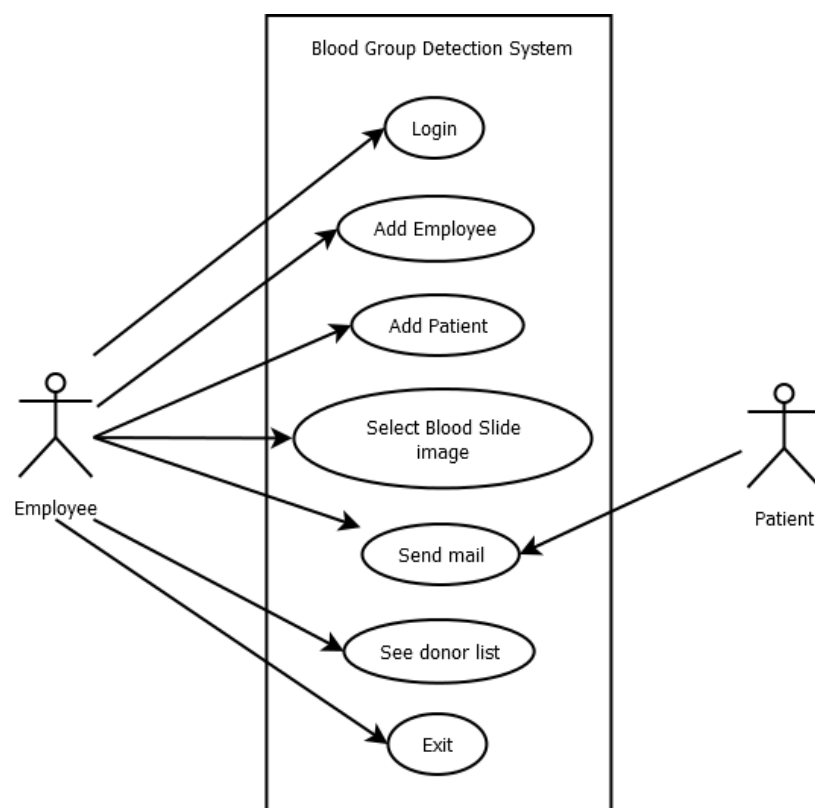 Blood Group Detection System
Login
Add Employee
Add Patient
Select Blood Slide
image
Employee
Patient
Send mail
See donor list
Exit